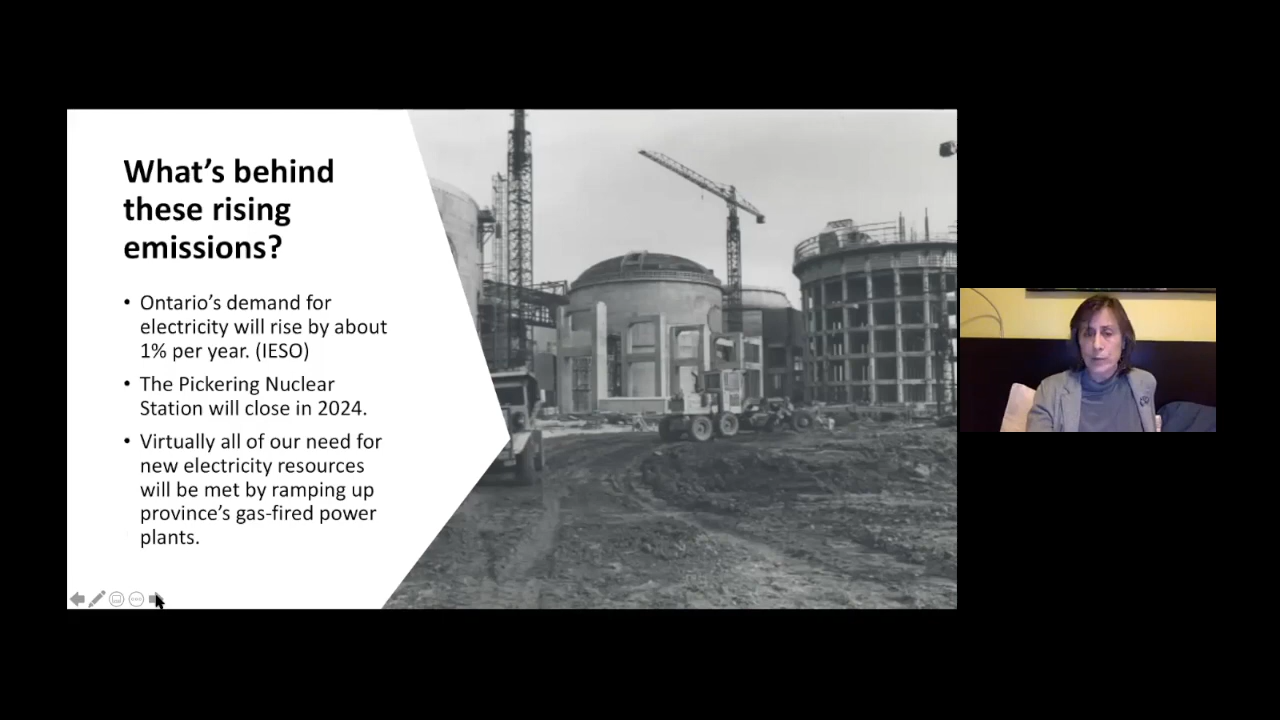 What's behind
these rising
emissions?
• Ontario's demand for
electricity will rise by about
1% per year. (IESO)
• The Pickering Nuclear
Station will close in 2024.
• Virtually all of our need for
new electricity resources
will be met by ramping up
province's gas-fired power
plants.